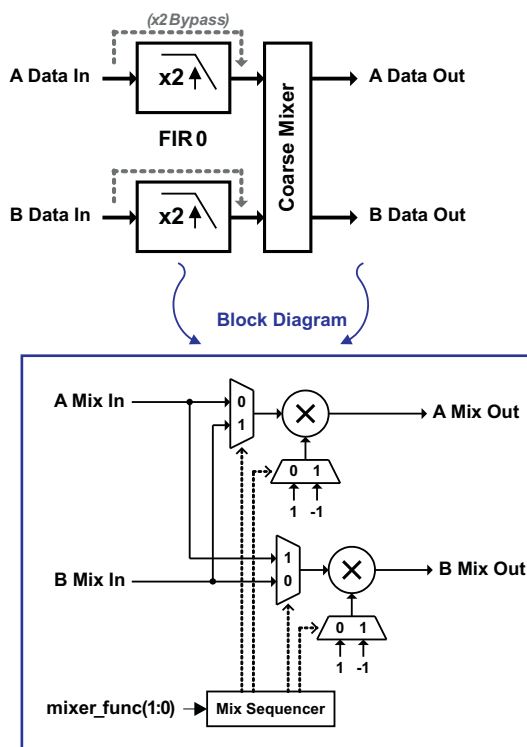 (x2 Bypass)
A Data In
x2
A Data Out
FIR 0
Coarse Mixer
B Data In
x2
B Data Out
Block Diagram
A Mix In
0
1
A Mix Out
0 1
1 -1
1
0
B Mix In
B Mix Out
0 1
1 -1
mixer_func(1:0)
Mix Sequencer